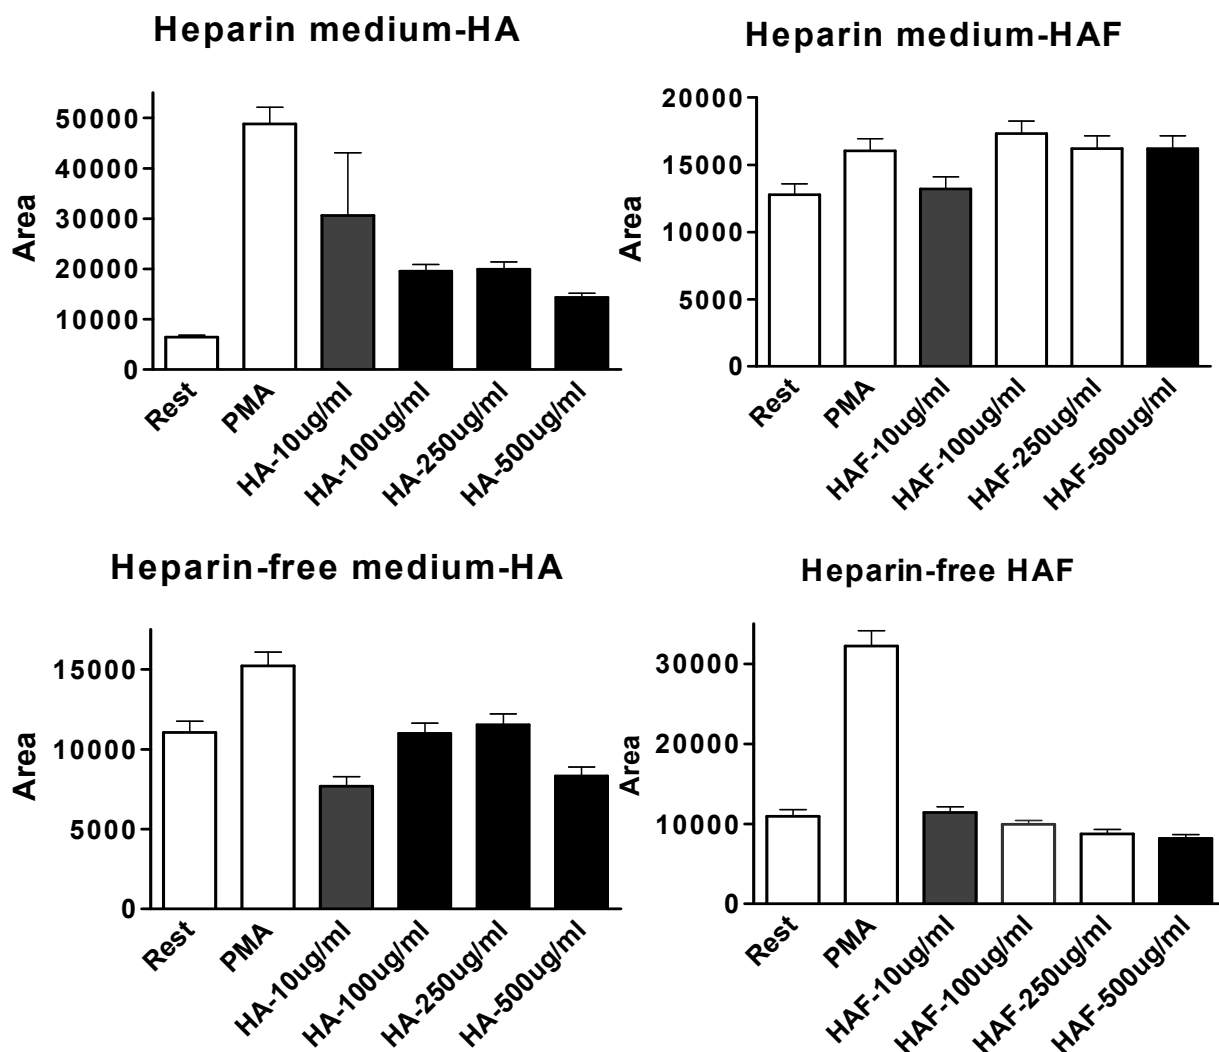 Heparin medium-HA
Area
50000
40000
30000
20000
10000
0
Rest
PMA
HA-10ug/ml
HA-100ug/ml
HA-250ug/ml
HA-500ug/ml
Heparin medium-HAF
Area
20000
15000
10000
5000
0
Rest
PMA
HAF-10ug/ml
HAF-100ug/ml
HAF-250ug/ml
HAF-500ug/ml
Heparin-free medium-HA
Area
15000
10000
5000
0
Rest
PMA
HA-10ug/ml
HA-100ug/ml
HA-250ug/ml
HA-500ug/ml
Heparin-free HAF
Area
30000
20000
10000
0
Rest
PMA
HAF-10ug/ml
HAF-100ug/ml
HAF-250ug/ml
HAF-500ug/ml